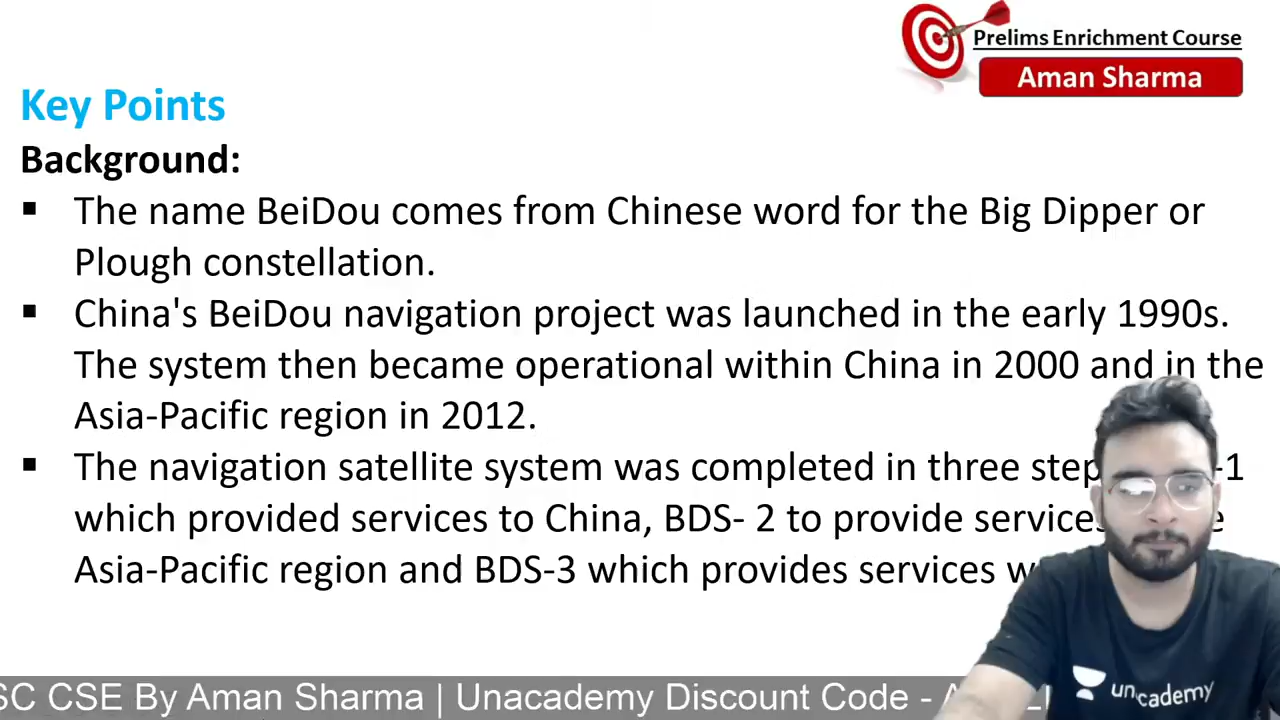 Prelims Enrichment Course
Aman Sharma
Key Points
Background:
▪ The name BeiDou comes from Chinese word for the Big Dipper or
Plough constellation.
▪ China's BeiDou navigation project was launched in the early 1990s.
The system then became operational within China in 2000 and in the
Asia-Pacific region in 2012.
▪ The navigation satellite system was completed in three -1
which provided services to China, BDS- 2 to provide
Asia-Pacific region and BDS-3 which provides services
unacademy
CSE By Aman Sharma | Unacademy Discount Code -